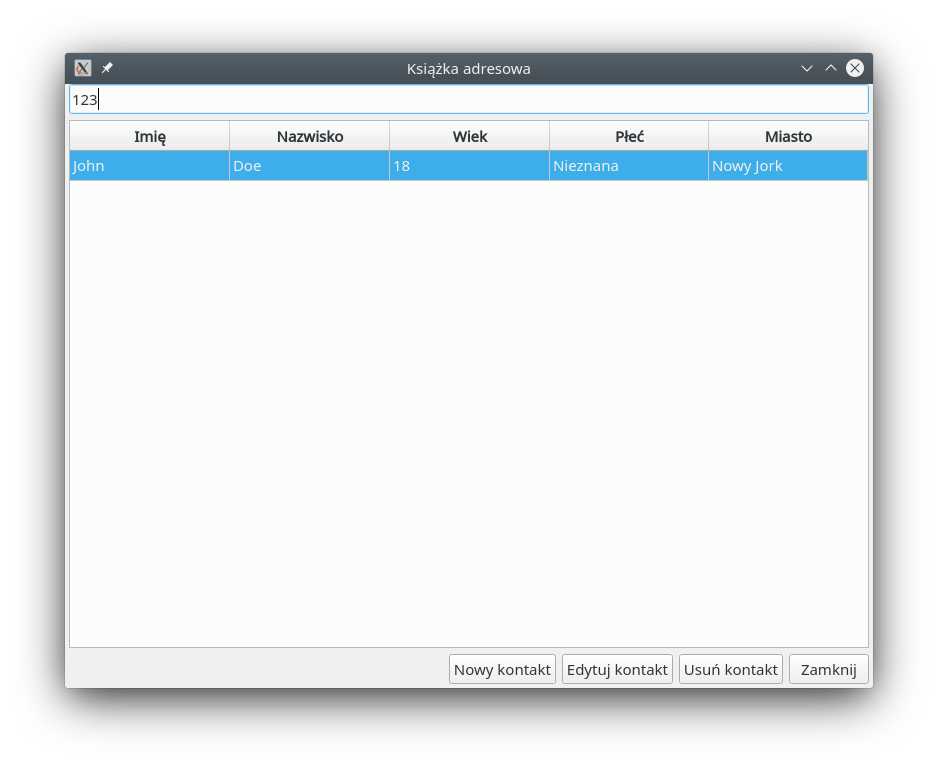 Książka adresowa
123
Imię Nazwisko Wiek Płeć Miasto
John Doe 18 Nieznana Nowy Jork
Nowy kontakt Edytuj kontakt Usuń kontakt Zamknij